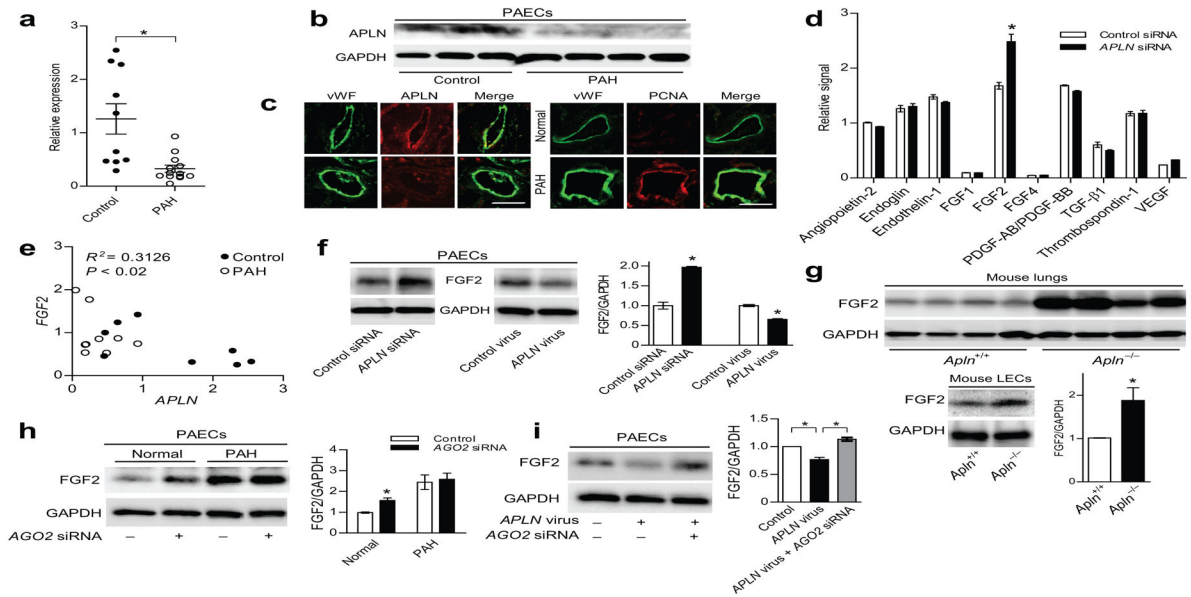 a
3
2
1
0
Relative expression
*
Control
PAH
b
PAECs
APLN
GAPDH
Control
PAH
c
vWF
APLN
Merge
vWF
PCNA
Merge
Normal
PAH
d
3
2
1
0
Relative signal
*
Control siRNA
APLN siRNA
Angiopoietin-2
Endoglin
Endothelin-1
FGF1
FGF2
FGF4
PDGF-AB/PDGF-BB
TGF-β1
Thrombospondin-1
VEGF
e
3
2
1
0
FGF2
R² = 0.3126
P < 0.02
Control
PAH
0
1
2
3
APLN
f
PAECs
FGF2
GAPDH
Control siRNA
APLN siRNA
Control virus
APLN virus
FGF2/GAPDH
2.0
1.5
1.0
0.5
0
*
*
Control siRNA
APLN siRNA
Control virus
APLN virus
g
Mouse lungs
FGF2
GAPDH
Apln+/+
Apln−/−
Mouse LECs
FGF2
GAPDH
Apln+/+
Apln−/−
FGF2/GAPDH
2
1
0
*
Apln+/+
Apln−/−
h
PAECs
Normal
PAH
FGF2
GAPDH
AGO2 siRNA – + – +
Control
AGO2 siRNA
FGF2/GAPDH
4
3
2
1
0
*
Normal
PAH
i
PAECs
FGF2
GAPDH
APLN virus – + +
AGO2 siRNA – – +
FGF2/GAPDH
1.5
1.0
0.5
0
*
*
Control
APLN virus
APLN virus + AGO2 siRNA